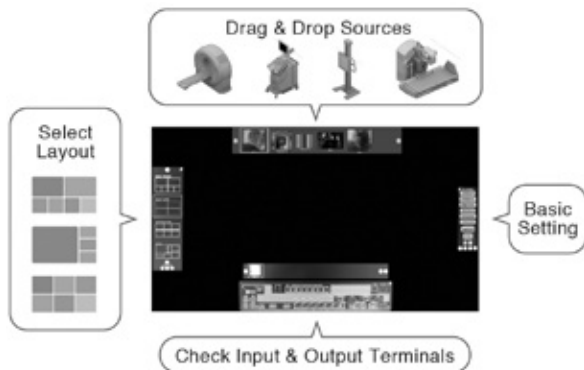 Drag & Drop Sources
Select
Layout
Basic
Setting
Check Input & Output Terminals